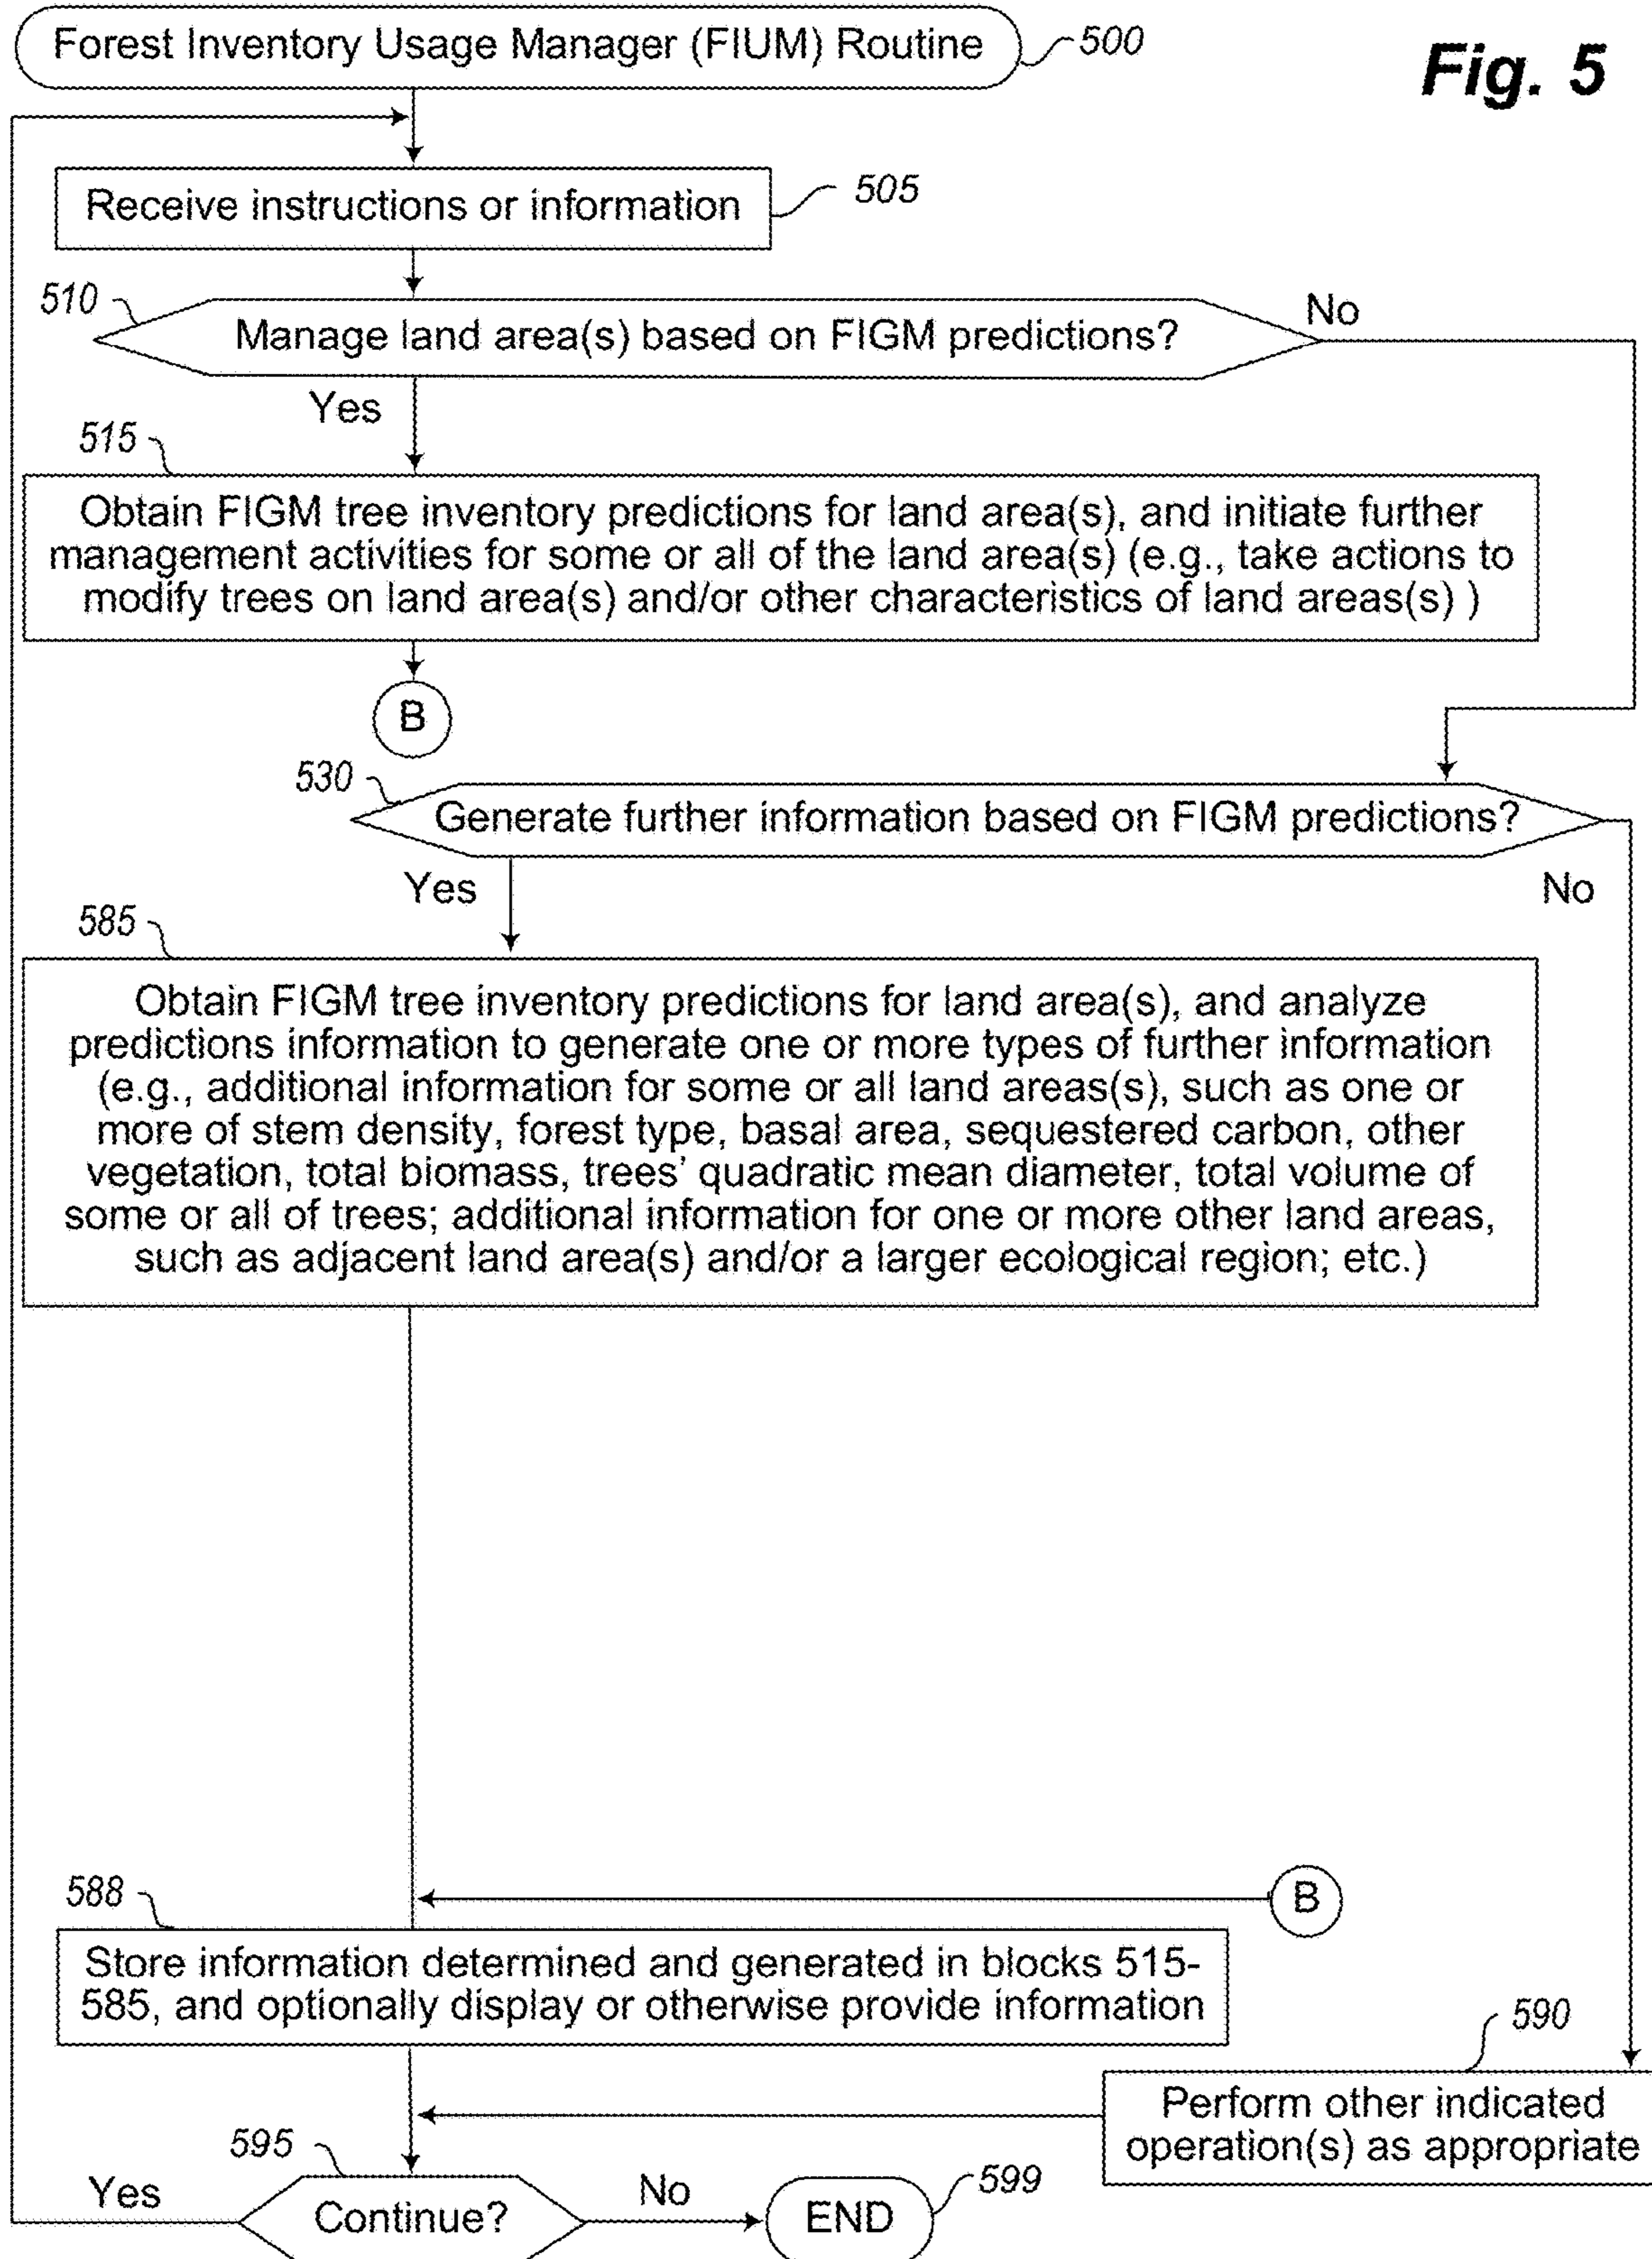 Forest Inventory Usage Manager (FIUM) Routine
500
Fig. 5
Receive instructions or information
505
510
Manage land area(s) based on FIGM predictions?
No
Yes
515
Obtain FIGM tree inventory predictions for land area(s), and initiate further
management activities for some or all of the land area(s) (e.g., take actions to
modify trees on land area(s) and/or other characteristics of land areas(s) )
B
530
Generate further information based on FIGM predictions?
Yes
No
585
Obtain FIGM tree inventory predictions for land area(s), and analyze
predictions information to generate one or more types of further information
(e.g., additional information for some or all land areas(s), such as one or
more of stem density, forest type, basal area, sequestered carbon, other
vegetation, total biomass, trees’ quadratic mean diameter, total volume of
some or all of trees; additional information for one or more other land areas,
such as adjacent land area(s) and/or a larger ecological region; etc.)
588
B
Store information determined and generated in blocks 515-
585, and optionally display or otherwise provide information
590
Perform other indicated
operation(s) as appropriate
595
Yes
Continue?
No
END
599